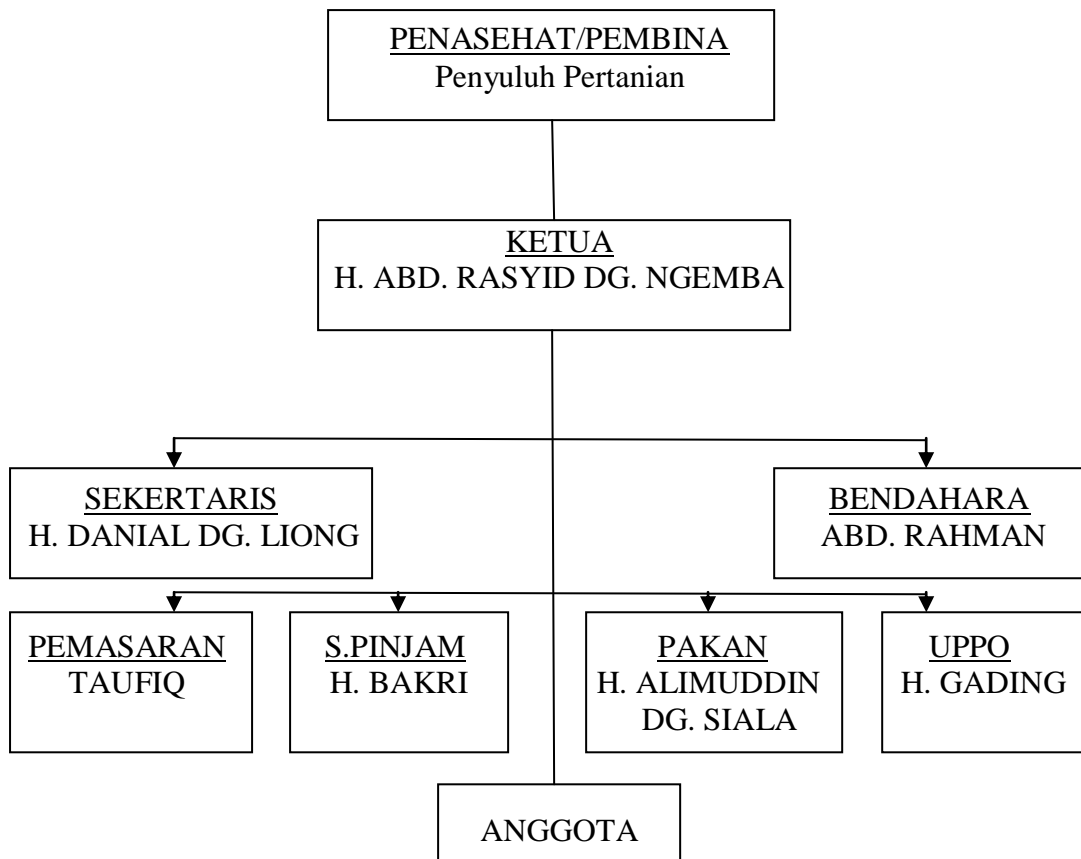 PENASEHAT/PEMBINA
Penyuluh Pertanian
KETUA
H. ABD. RASYID DG. NGEMBA
SEKERTARIS
H. DANIAL DG. LIONG
BENDAHARA
ABD. RAHMAN
PEMASARAN
TAUFIQ
S.PINJAM
H. BAKRI
PAKAN
H. ALIMUDDIN
DG. SIALA
UPPO
H. GADING
ANGGOTA